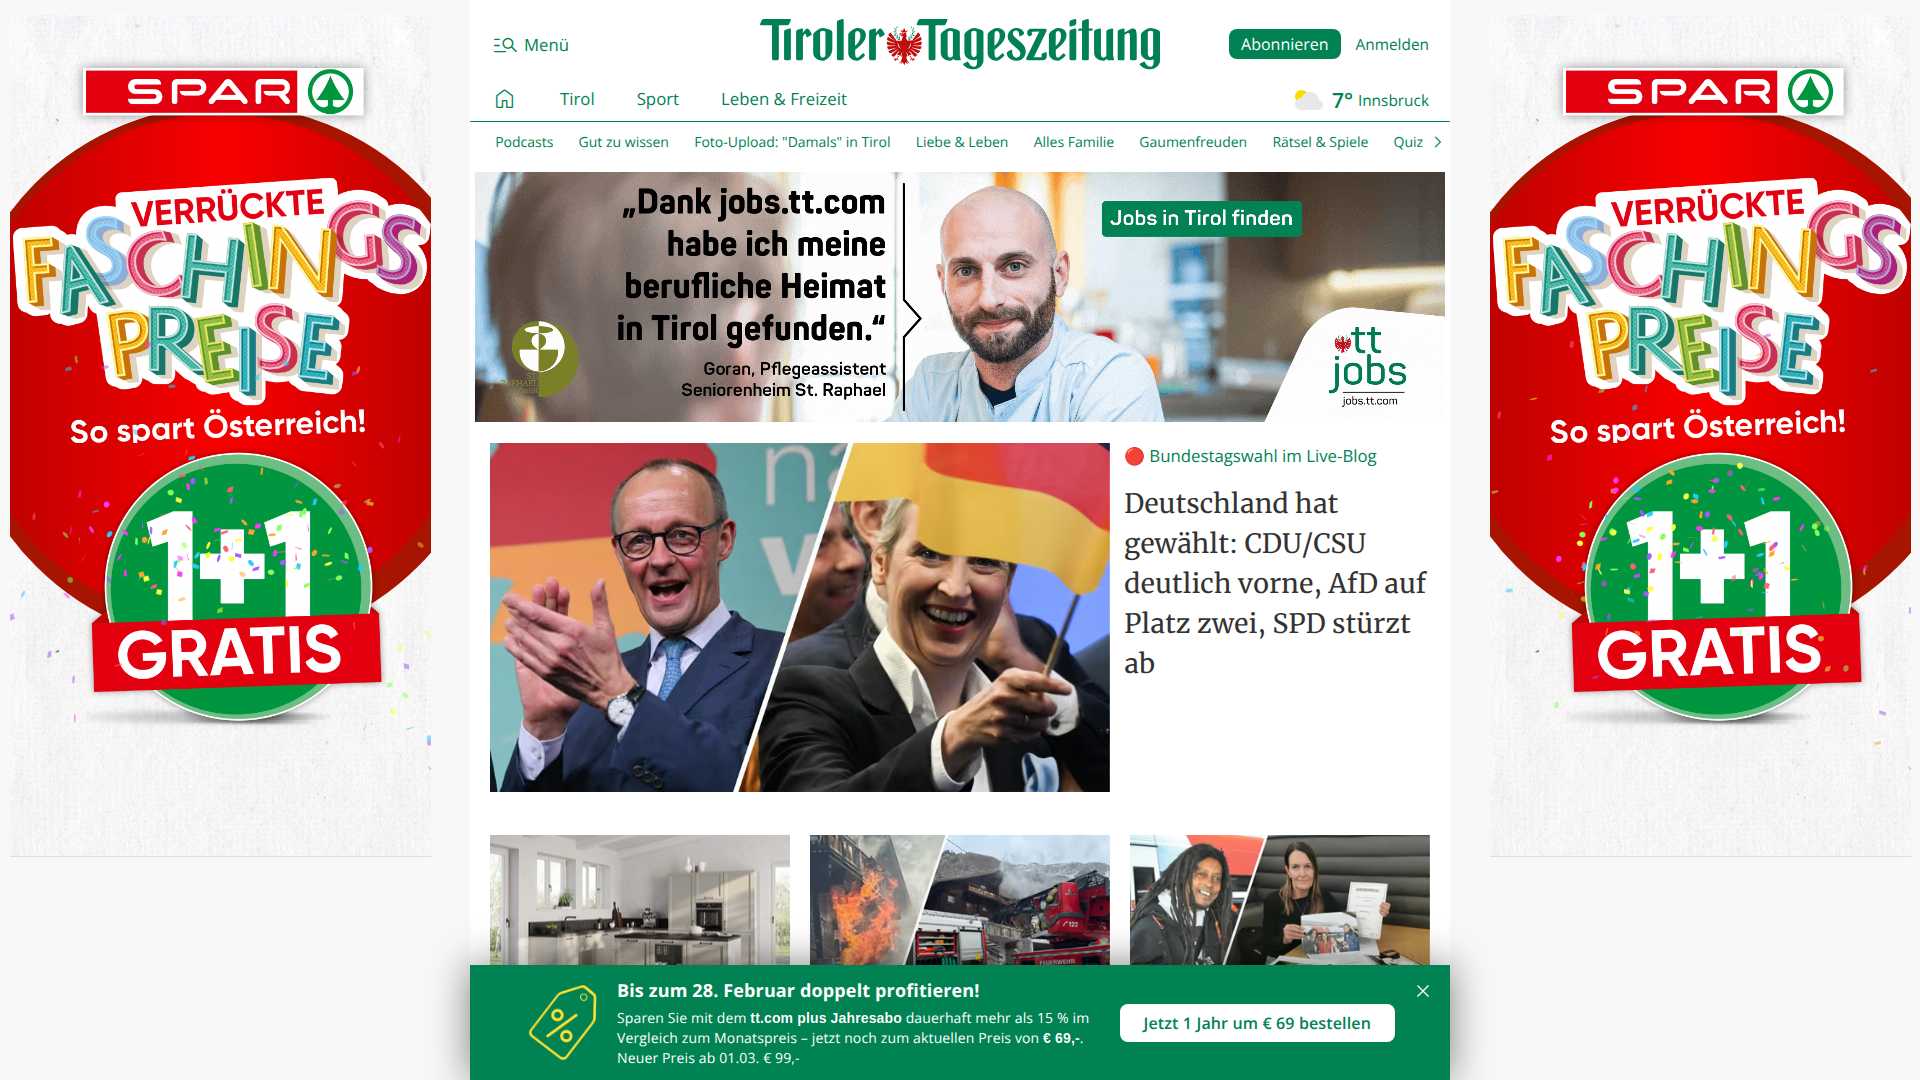 Menü
Tiroler Tageszeitung
Abonnieren
Anmelden
Tirol
Sport
Leben & Freizeit
7° Innsbruck
Podcasts
Gut zu wissen
Foto-Upload: "Damals" in Tirol
Liebe & Leben
Alles Familie
Gaumenfreuden
Rätsel & Spiele
Quiz
SPAR
VERRÜCKTE
FASCHINGS
PREISE
So spart Österreich!
1+1
GRATIS
„Dank jobs.tt.com
habe ich meine
berufliche Heimat
in Tirol gefunden.“
Goran, Pflegeassistent
Seniorenheim St. Raphael
Jobs in Tirol finden
tt
jobs
jobs.tt.com
Bundestagswahl im Live-Blog
Deutschland hat
gewählt: CDU/CSU
deutlich vorne, AfD auf
Platz zwei, SPD stürzt
ab
FEUERWEHR
Bis zum 28. Februar doppelt profitieren!
Sparen Sie mit dem tt.com plus Jahresabo dauerhaft mehr als 15 % im
Vergleich zum Monatspreis – jetzt noch zum aktuellen Preis von € 69,-.
Neuer Preis ab 01.03. € 99,-
Jetzt 1 Jahr um € 69 bestellen
SPAR
VERRÜCKTE
FASCHINGS
PREISE
So spart Österreich!
1+1
GRATIS